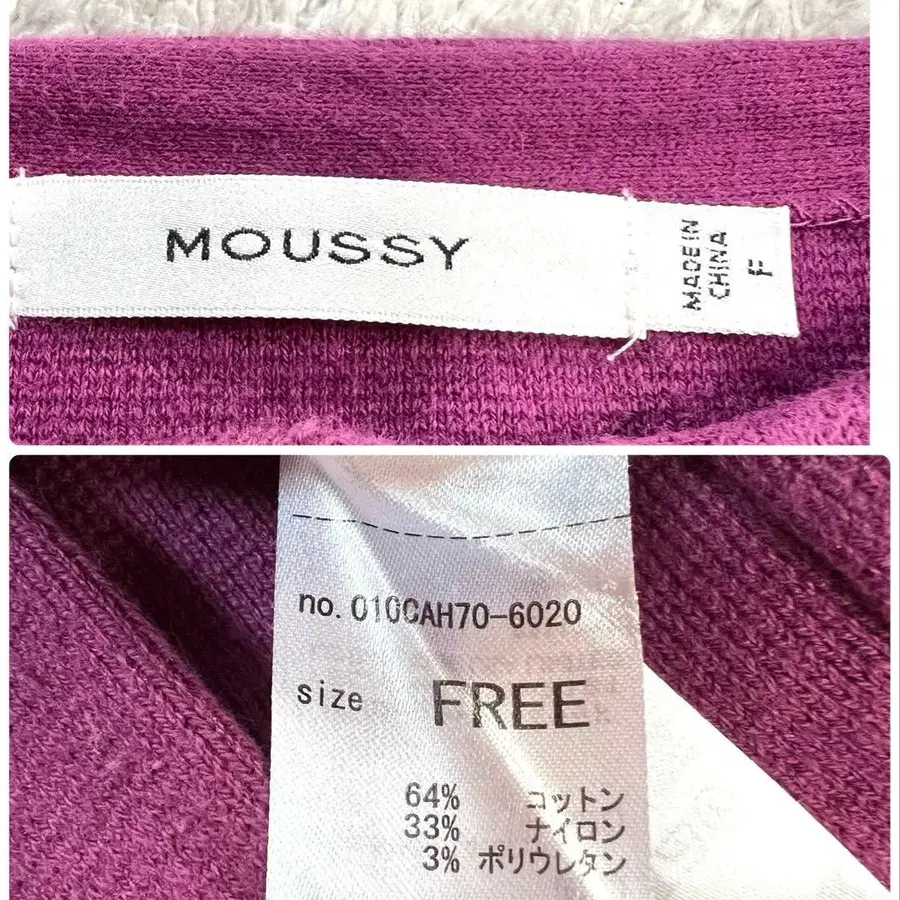 MOUSSY
MADE IN
CHINA
F
no. 010CAH70-6020
size FREE
64% コットン
33% ナイロン
3% ポリウレタン